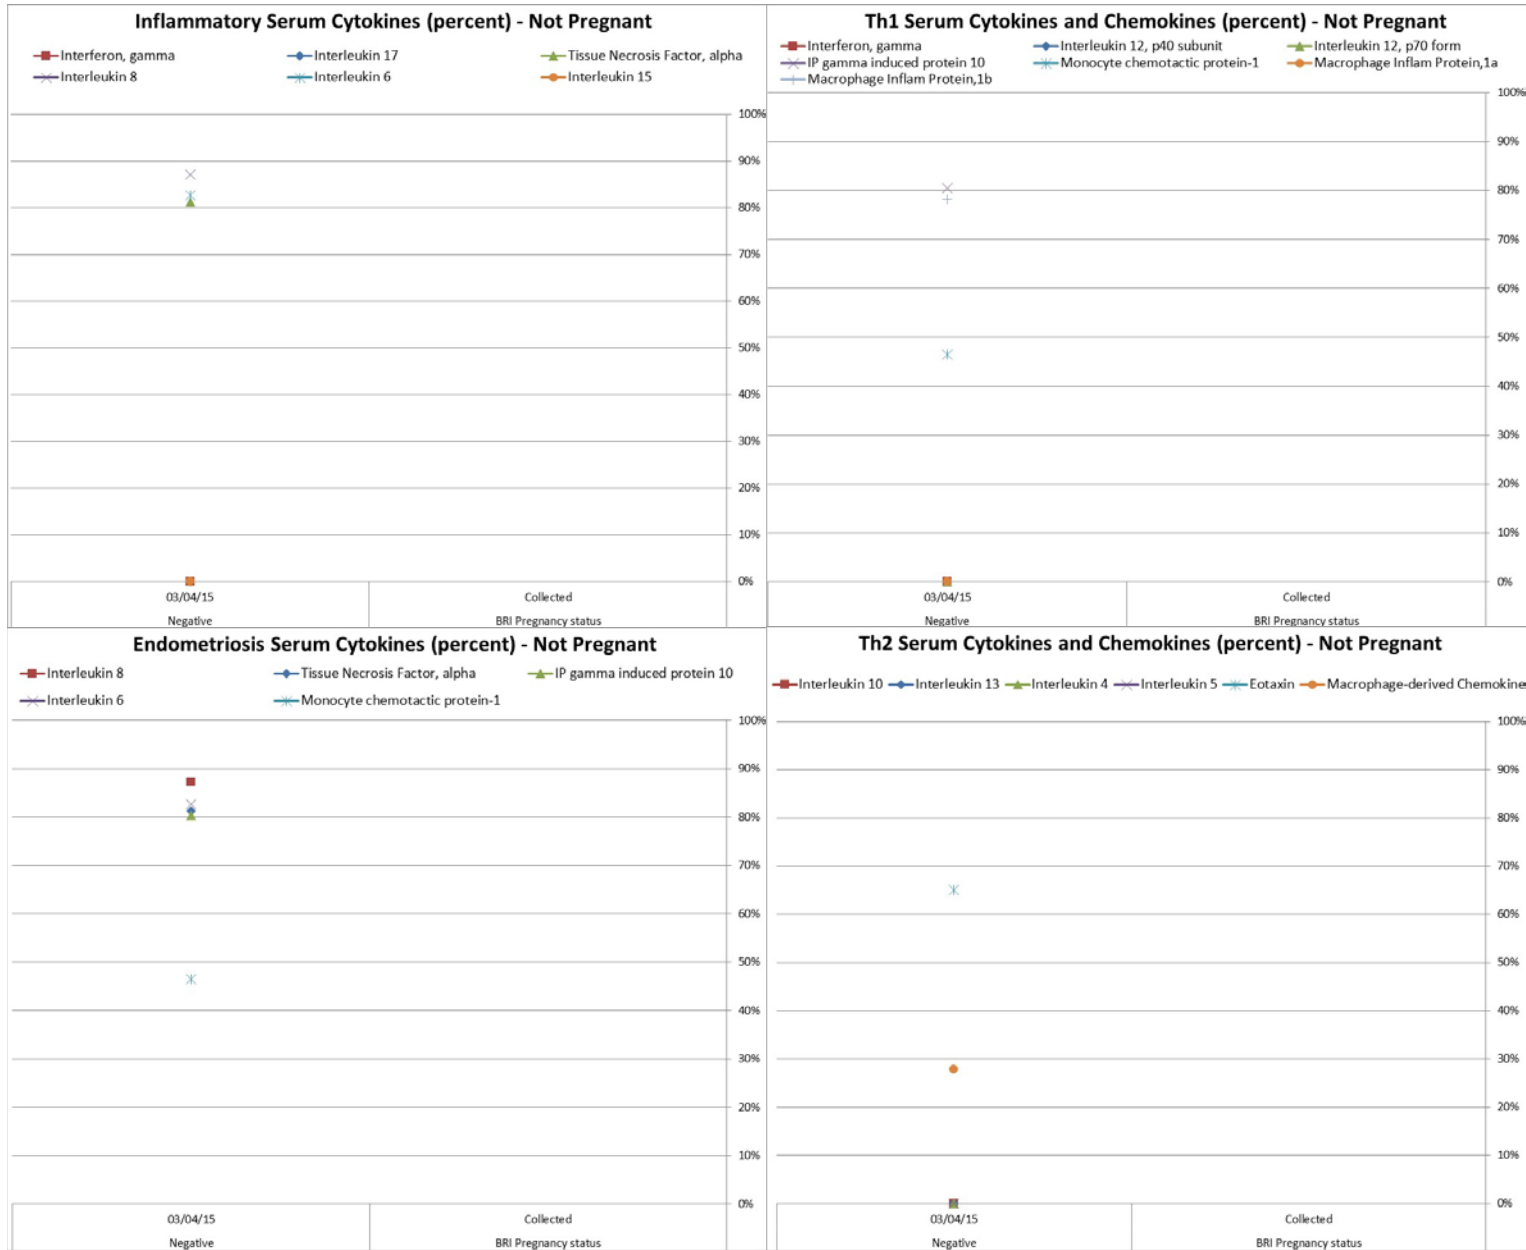 Inflammatory Serum Cytokines (percent) - Not Pregnant
Interferon, gamma Interleukin 17 Tissue Necrosis Factor, alpha
Interleukin 8 Interleukin 6 Interleukin 15
100%
90%
80%
70%
60%
50%
40%
30%
20%
10%
0%
03/04/15 Collected
Negative BRI Pregnancy status
Th1 Serum Cytokines and Chemokines (percent) - Not Pregnant
Interferon, gamma Interleukin 12, p40 subunit Interleukin 12, p70 form
IP gamma induced protein 10 Monocyte chemotactic protein-1 Macrophage Inflam Protein,1a
Macrophage Inflam Protein,1b
100%
90%
80%
70%
60%
50%
40%
30%
20%
10%
0%
03/04/15 Collected
Negative BRI Pregnancy status
Endometriosis Serum Cytokines (percent) - Not Pregnant
Interleukin 8 Tissue Necrosis Factor, alpha IP gamma induced protein 10
Interleukin 6 Monocyte chemotactic protein-1
100%
90%
80%
70%
60%
50%
40%
30%
20%
10%
0%
03/04/15 Collected
Negative BRI Pregnancy status
Th2 Serum Cytokines and Chemokines (percent) - Not Pregnant
Interleukin 10 Interleukin 13 Interleukin 4 Interleukin 5 Eotaxin Macrophage-derived Chemokine
100%
90%
80%
70%
60%
50%
40%
30%
20%
10%
0%
03/04/15 Collected
Negative BRI Pregnancy status